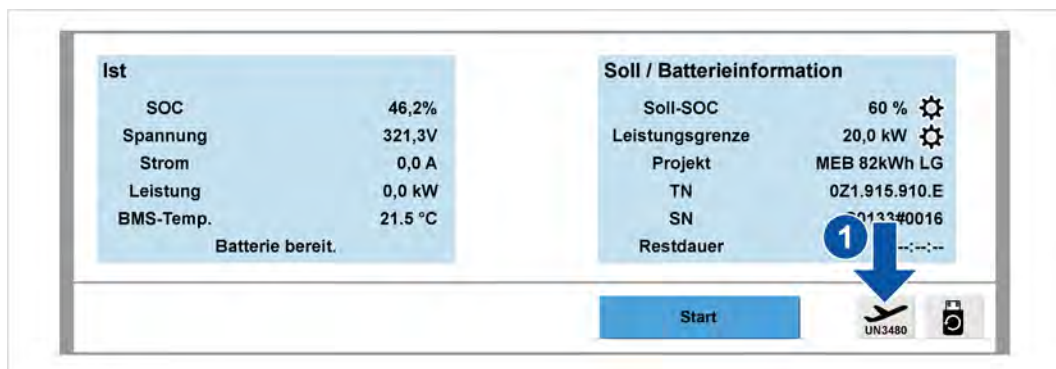 Ist
SOC 46,2%
Spannung 321,3V
Strom 0,0 A
Leistung 0,0 kW
BMS-Temp. 21.5 °C
Batterie bereit.
Soll / Batterieinformation
Soll-SOC 60 %
Leistungsgrenze 20,0 kW
Projekt MEB 82kWh LG
TN 0Z1.915.910.E
SN 0133#0016
Restdauer --:--:--
1
Start
UN3480